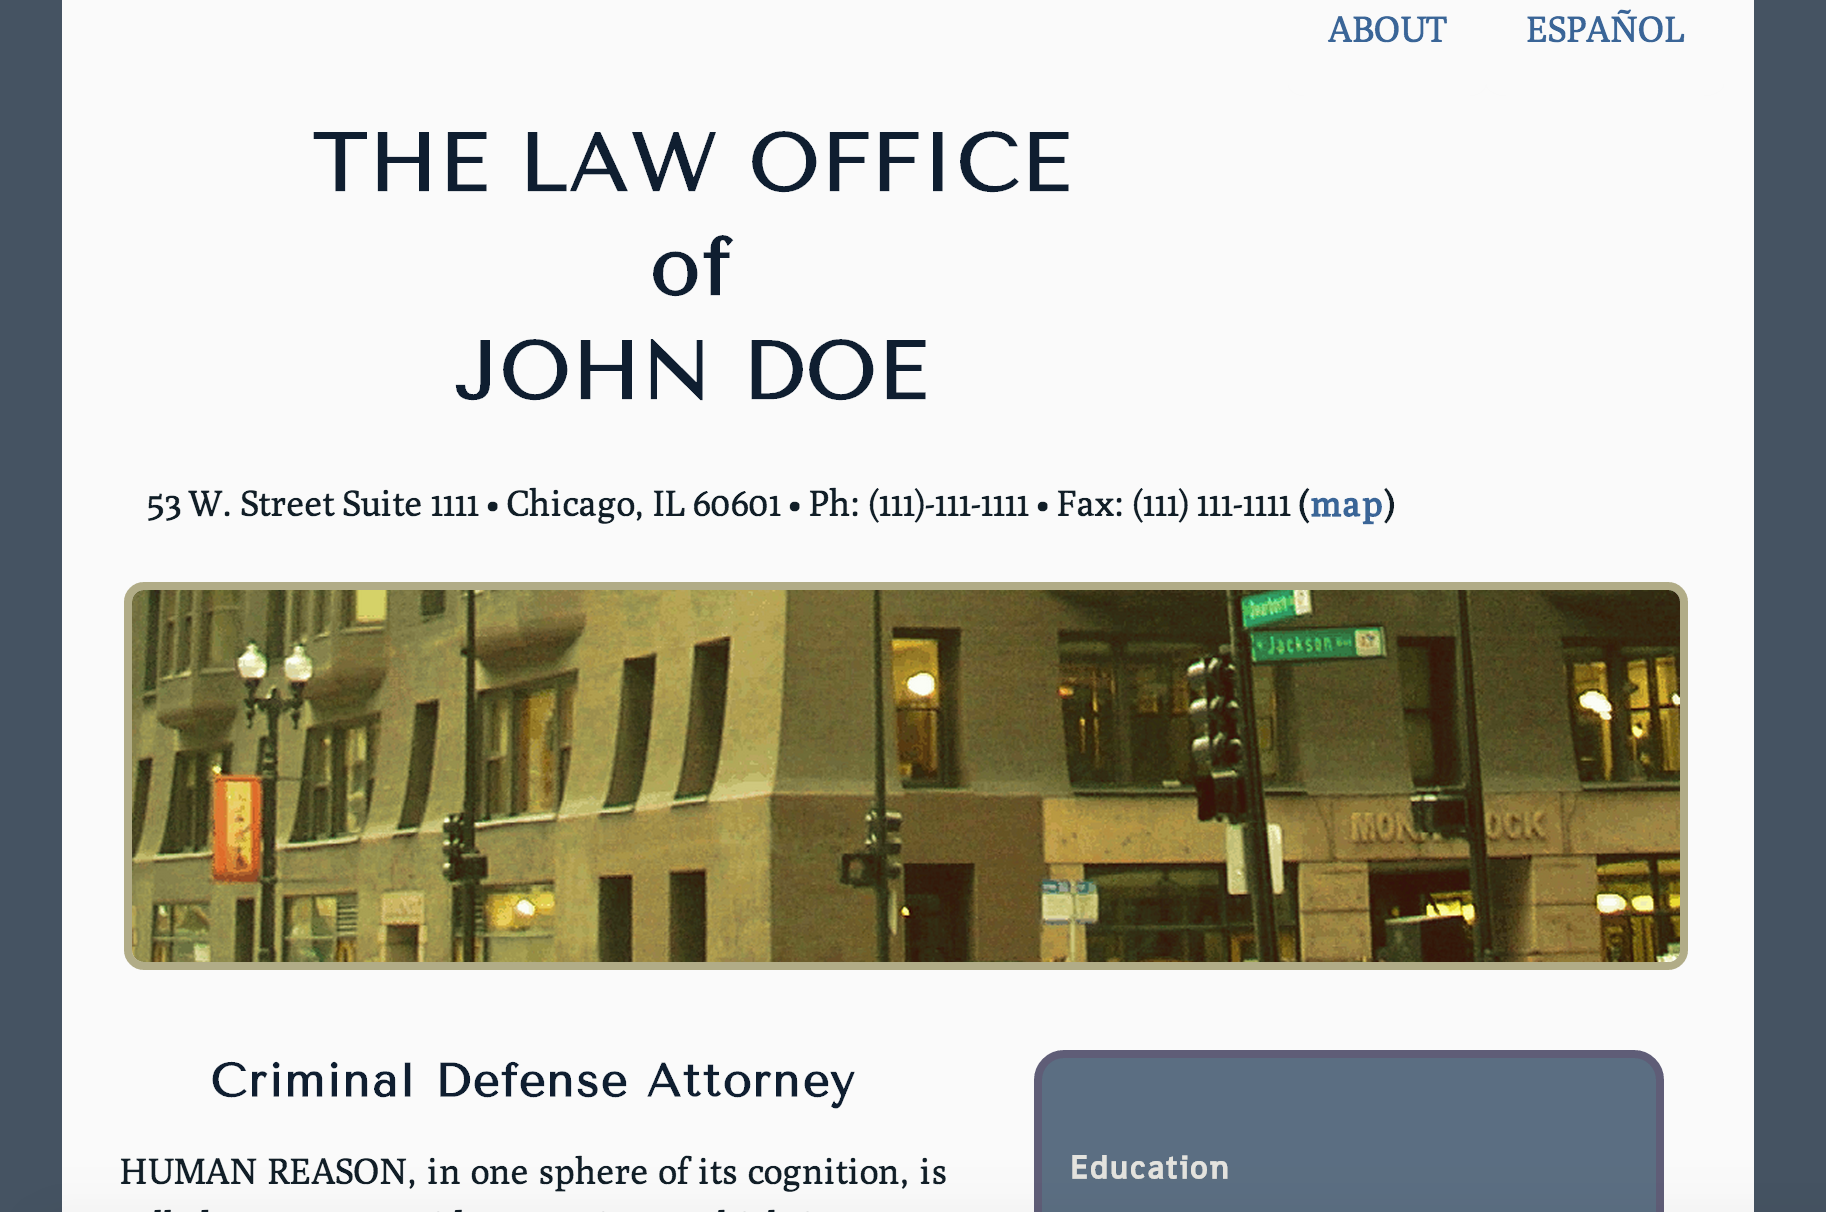 ABOUT ESPAÑOL
THE LAW OFFICE
of
JOHN DOE
53 W. Street Suite 1111 • Chicago, IL 60601 • Ph: (111)-111-1111 • Fax: (111) 111-1111 (map)
Dearborn
Jackson
Criminal Defense Attorney
HUMAN REASON, in one sphere of its cognition, is
Education